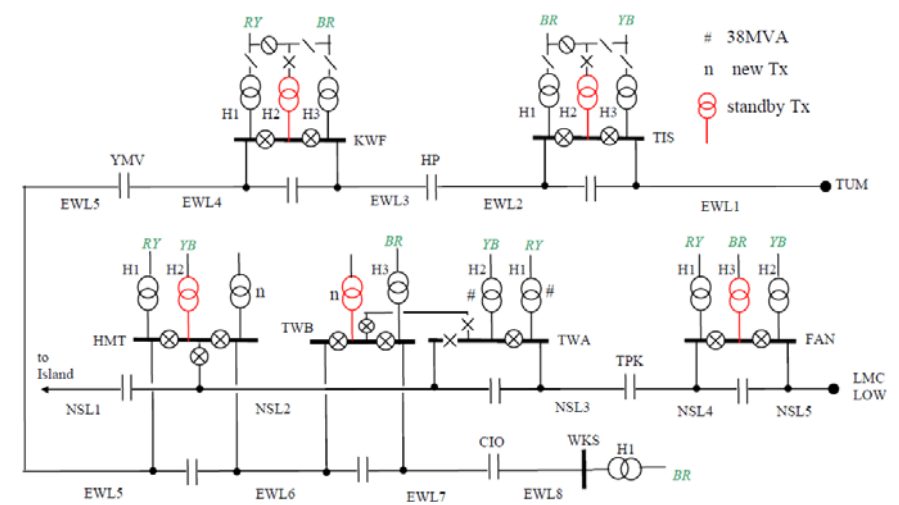 RY BR BR YB # 38MVA
n new Tx
standby Tx
H1 H2 H3 H1 H2 H3
KWF TIS
YMV HP TUM
EWL5 EWL4 EWL3 EWL2 EWL1
RY YB BR YB RY RY BR YB
H1 H2 n n H3 H2 H1 H1 H3 H2
# #
HMT TWB TWA FAN
to
Island
TPK LMC
LOW
NSL1 NSL2 NSL3 NSL4 NSL5
CIO WKS H1
BR
EWL5 EWL6 EWL7 EWL8